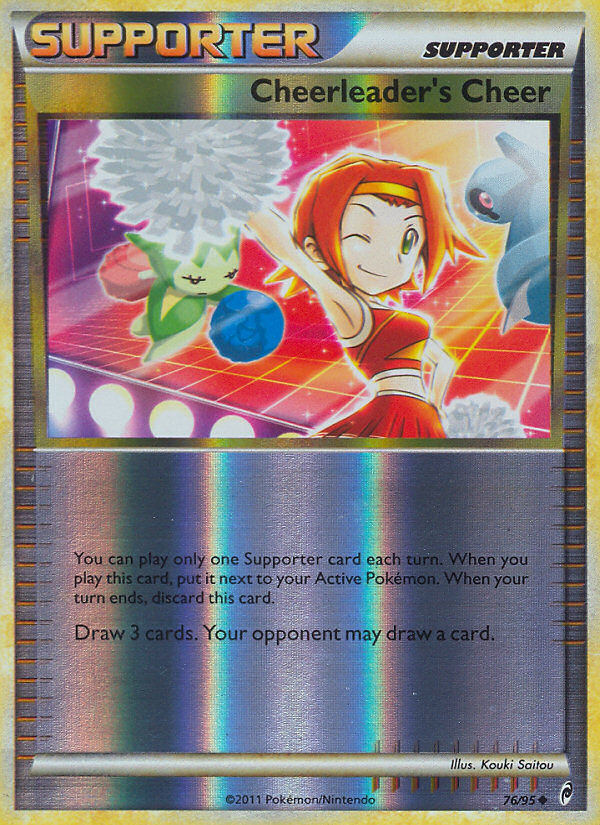 SUPPORTER
SUPPORTER
Cheerleader's Cheer
You can play only one Supporter card each turn. When you
play this card, put it next to your Active Pokémon. When your
turn ends, discard this card.
Draw 3 cards. Your opponent may draw a card.
Illus. Kouki Saitou
©2011 Pokémon/Nintendo
76/95